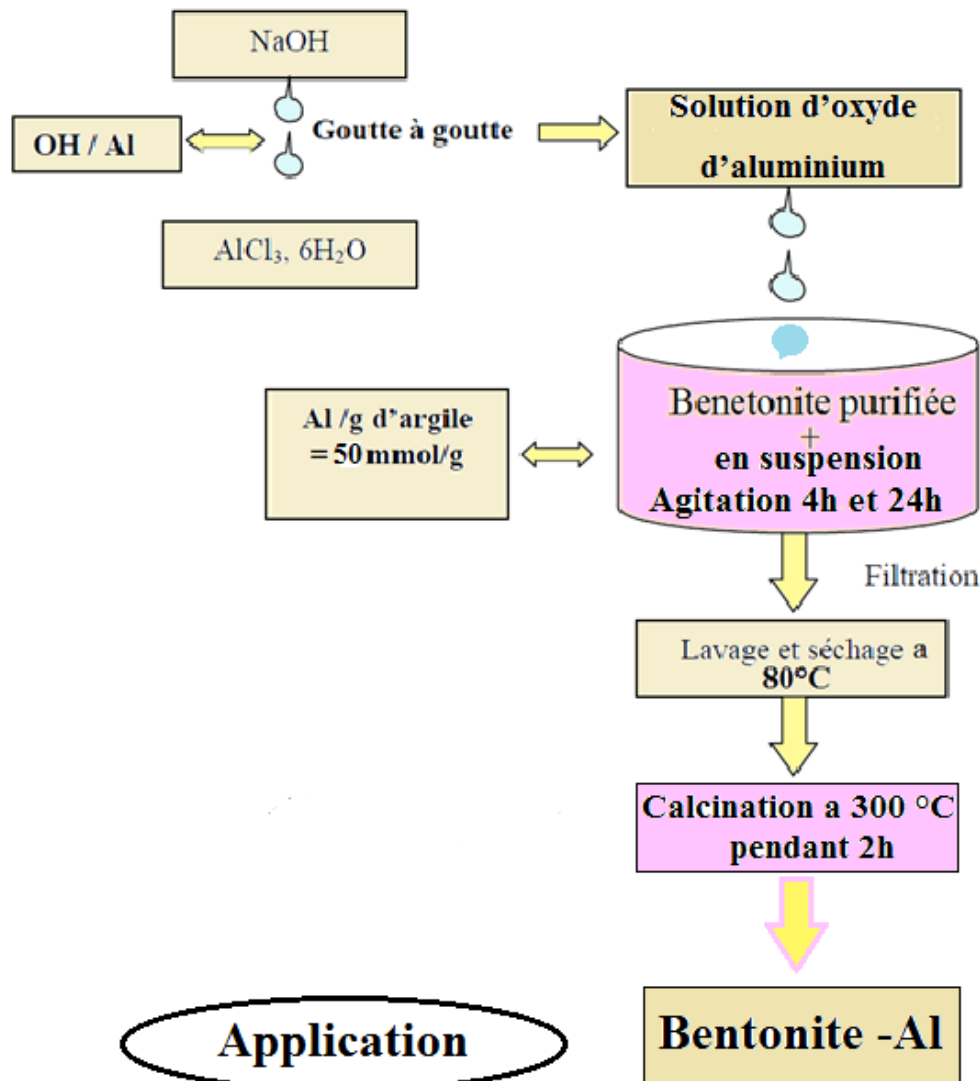 NaOH
OH / Al
Goutte à goutte
Solution d’oxyde
d’aluminium
AlCl₃, 6H₂O
Benetonite purifiée
+
en suspension
Agitation 4h et 24h
Al /g d’argile
= 50 mmol/g
Filtration
Lavage et séchage a
80°C
Calcination a 300 °C
pendant 2h
Application
Bentonite -Al